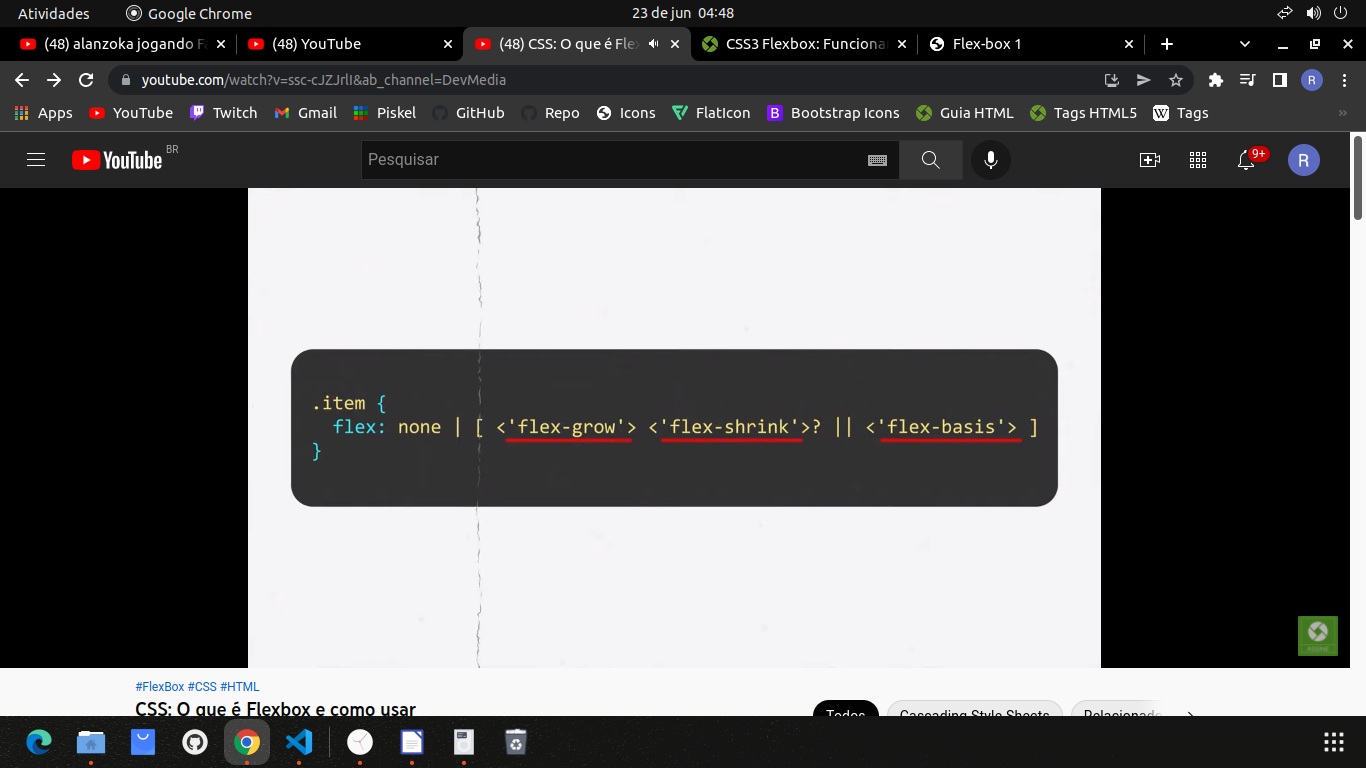 Atividades
Google Chrome
23 de jun 04:48
(48) alanzoka jogando Fa
(48) YouTube
(48) CSS: O que é Flex
CSS3 Flexbox: Funcionam
Flex-box 1
youtube.com/watch?v=ssc-cJZJrlI&ab_channel=DevMedia
R
Apps
YouTube
Twitch
Gmail
Piskel
GitHub
Repo
Icons
FlatIcon
B
Bootstrap Icons
Guia HTML
Tags HTML5
W
Tags
»
YouTube
BR
Pesquisar
9+
R
.item {
flex: none | [ <'flex-grow'> <'flex-shrink'>? || <'flex-basis'> ]
}
#FlexBox #CSS #HTML
CSS: O que é Flexbox e como usar
Todos
Cascading Style Sheets
Relacionado